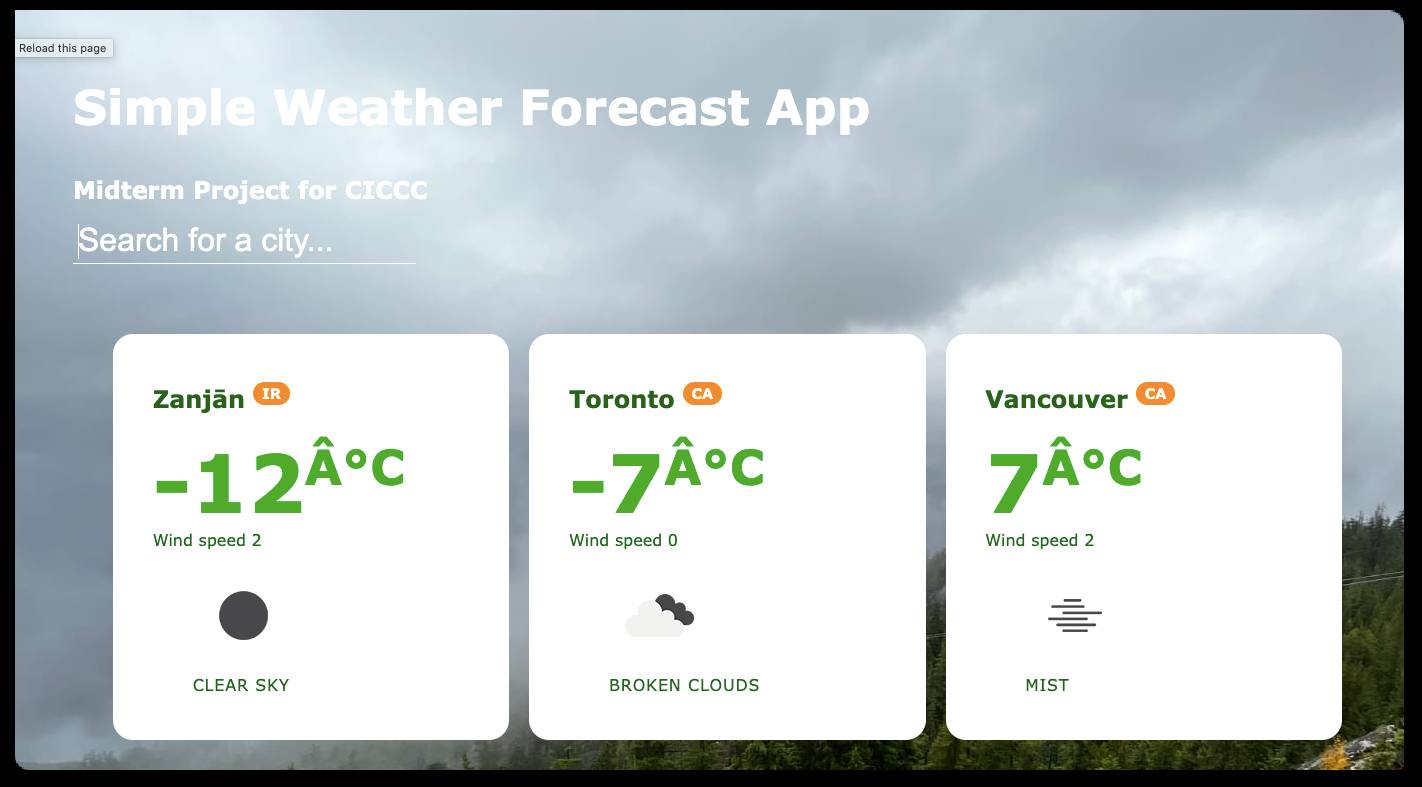 Reload this page
Simple Weather Forecast App
Midterm Project for CICCC
Search for a city...
Zanjān IR
-12Â°C
Wind speed 2
CLEAR SKY
Toronto CA
-7Â°C
Wind speed 0
BROKEN CLOUDS
Vancouver CA
7Â°C
Wind speed 2
MIST